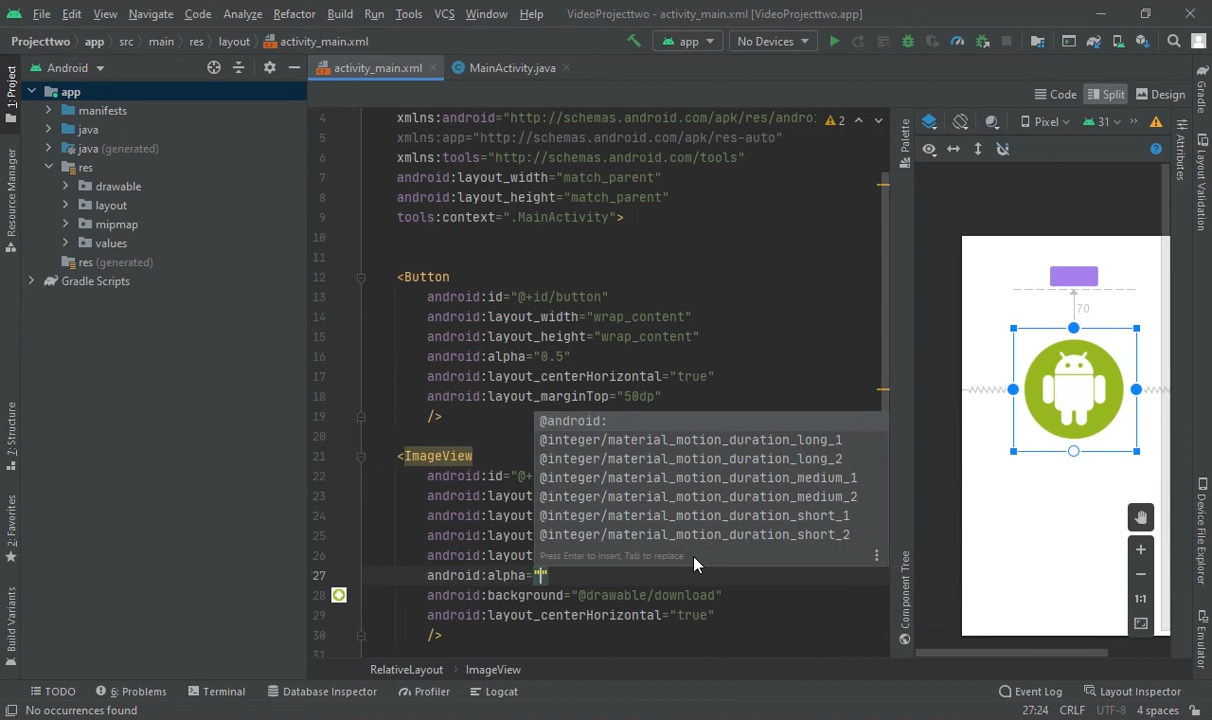 File Edit View Navigate Code Analyze Refactor Build Run Tools VCS Window Help VideoProjecttwo - activity_main.xml [VideoProjecttwo.app]
Projecttwo app src main res layout activity_main.xml app No Devices
Android activity_main.xml MainActivity.java
Code Split Design
1: Project
Resource Manager
Z: Structure
2: Favorites
Build Variants
app
manifests
java
java (generated)
res
drawable
layout
mipmap
values
res (generated)
Gradle Scripts
4 xmlns:android="http://schemas.android.com/apk/res/andro: 2
5 xmlns:app="http://schemas.android.com/apk/res-auto"
6 xmlns:tools="http://schemas.android.com/tools"
7 android:layout_width="match_parent"
8 android:layout_height="match_parent"
9 tools:context=".MainActivity">
10
11
12 <Button
13 android:id="@+id/button"
14 android:layout_width="wrap_content"
15 android:layout_height="wrap_content"
16 android:alpha="0.5"
17 android:layout_centerHorizontal="true"
18 android:layout_marginTop="50dp"
19 />
20
21 <ImageView
22 android:id="@+
23 android:layout
24 android:layout
25 android:layout
26 android:layout
27 android:alpha=""
28 android:background="@drawable/download"
29 android:layout_centerHorizontal="true"
30 />
31
@android:
@integer/material_motion_duration_long_1
@integer/material_motion_duration_long_2
@integer/material_motion_duration_medium_1
@integer/material_motion_duration_medium_2
@integer/material_motion_duration_short_1
@integer/material_motion_duration_short_2
Press Enter to insert, Tab to replace
RelativeLayout ImageView
Palette
Component Tree
Pixel 31
70
1:1
Attributes
Gradle
Layout Validation
Device File Explorer
Emulator
TODO 6: Problems Terminal Database Inspector Profiler Logcat Event Log Layout Inspector
No occurrences found 27:24 CRLF UTF-8 4 spaces